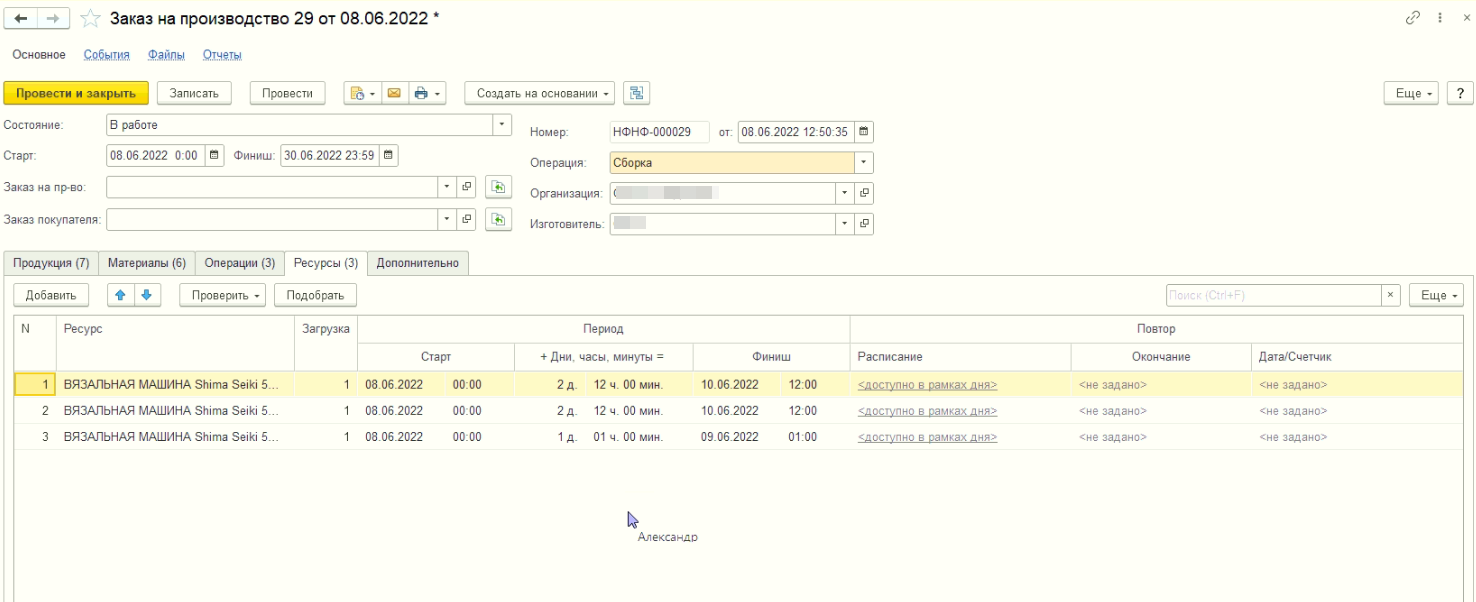 Заказ на производство 29 от 08.06.2022 *
Основное События Файлы Отчеты
Провести и закрыть Записать Провести Создать на основании Еще ?
Состояние: В работе
Номер: НФНФ-000029 от: 08.06.2022 12:50:35
Старт: 08.06.2022 0:00 Финиш: 30.06.2022 23:59
Операция: Сборка
Заказ на пр-во:
Организация:
Заказ покупателя:
Изготовитель:
Продукция (7) Материалы (6) Операции (3) Ресурсы (3) Дополнительно
Добавить Проверить Подобрать Поиск (Ctrl+F) × Еще
N Ресурс Загрузка Период Повтор
Старт + Дни, часы, минуты = Финиш Расписание Окончание Дата/Счетчик
1 ВЯЗАЛЬНАЯ МАШИНА Shima Seiki 5... 1 08.06.2022 00:00 2 д. 12 ч. 00 мин. 10.06.2022 12:00 <доступно в рамках дня> <не задано> <не задано>
2 ВЯЗАЛЬНАЯ МАШИНА Shima Seiki 5... 1 08.06.2022 00:00 2 д. 12 ч. 00 мин. 10.06.2022 12:00 <доступно в рамках дня> <не задано> <не задано>
3 ВЯЗАЛЬНАЯ МАШИНА Shima Seiki 5... 1 08.06.2022 00:00 1 д. 01 ч. 00 мин. 09.06.2022 01:00 <доступно в рамках дня> <не задано> <не задано>
Александр